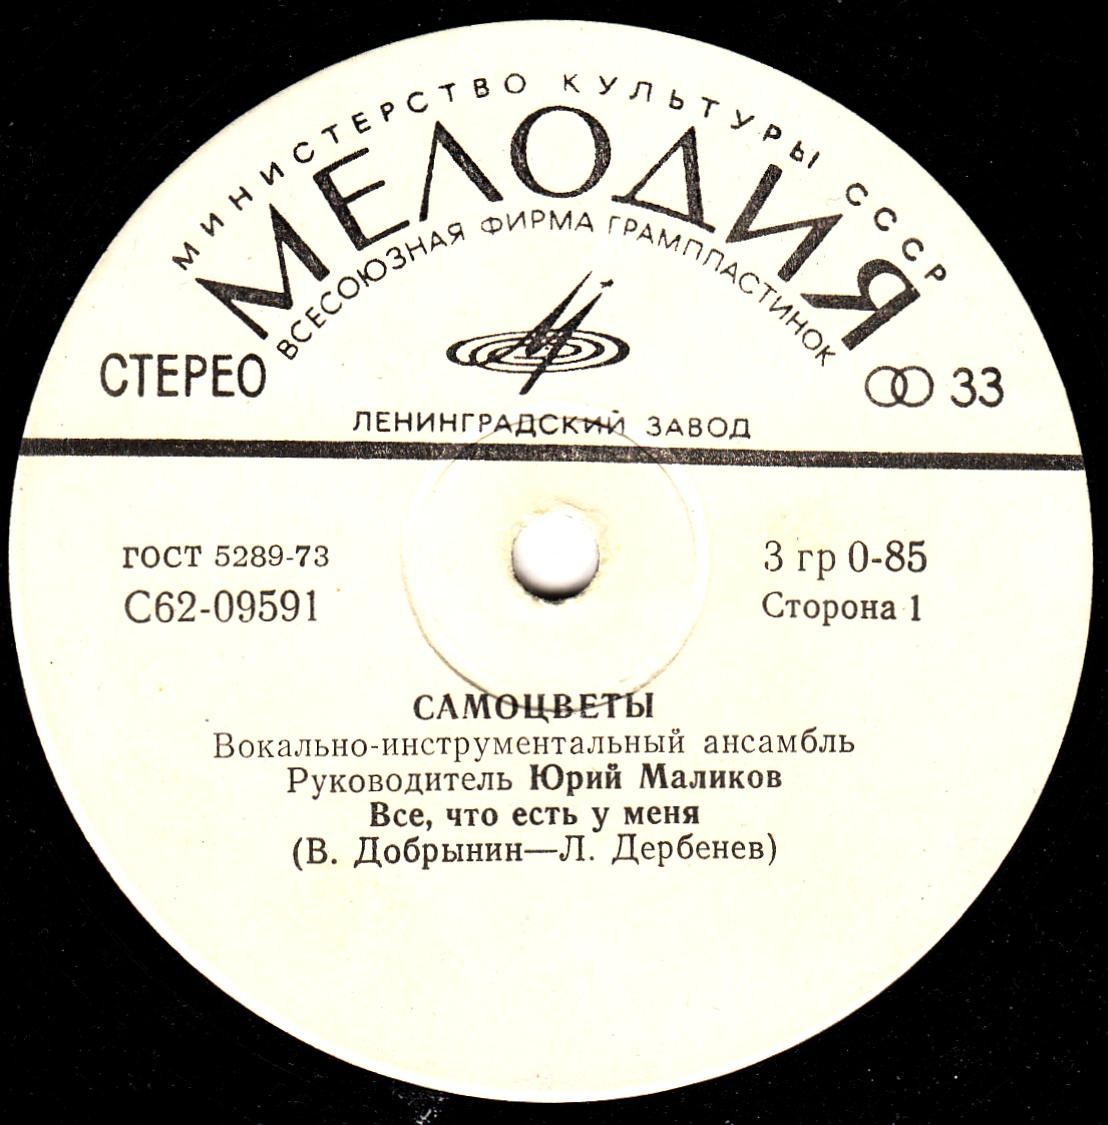 МИНИСТЕРСТВО КУЛЬТУРЫ СССР
МЕЛОДИЯ
ВСЕСОЮЗНАЯ ФИРМА ГРАМПЛАСТИНОК
СТЕРЕО
33
ЛЕНИНГРАДСКИЙ ЗАВОД
ГОСТ 5289-73
3 гр 0-85
С62-09591
Сторона 1
САМОЦВЕТЫ
Вокально-инструментальный ансамбль
Руководитель Юрий Маликов
Все, что есть у меня
(В. Добрынин—Л. Дербенев)